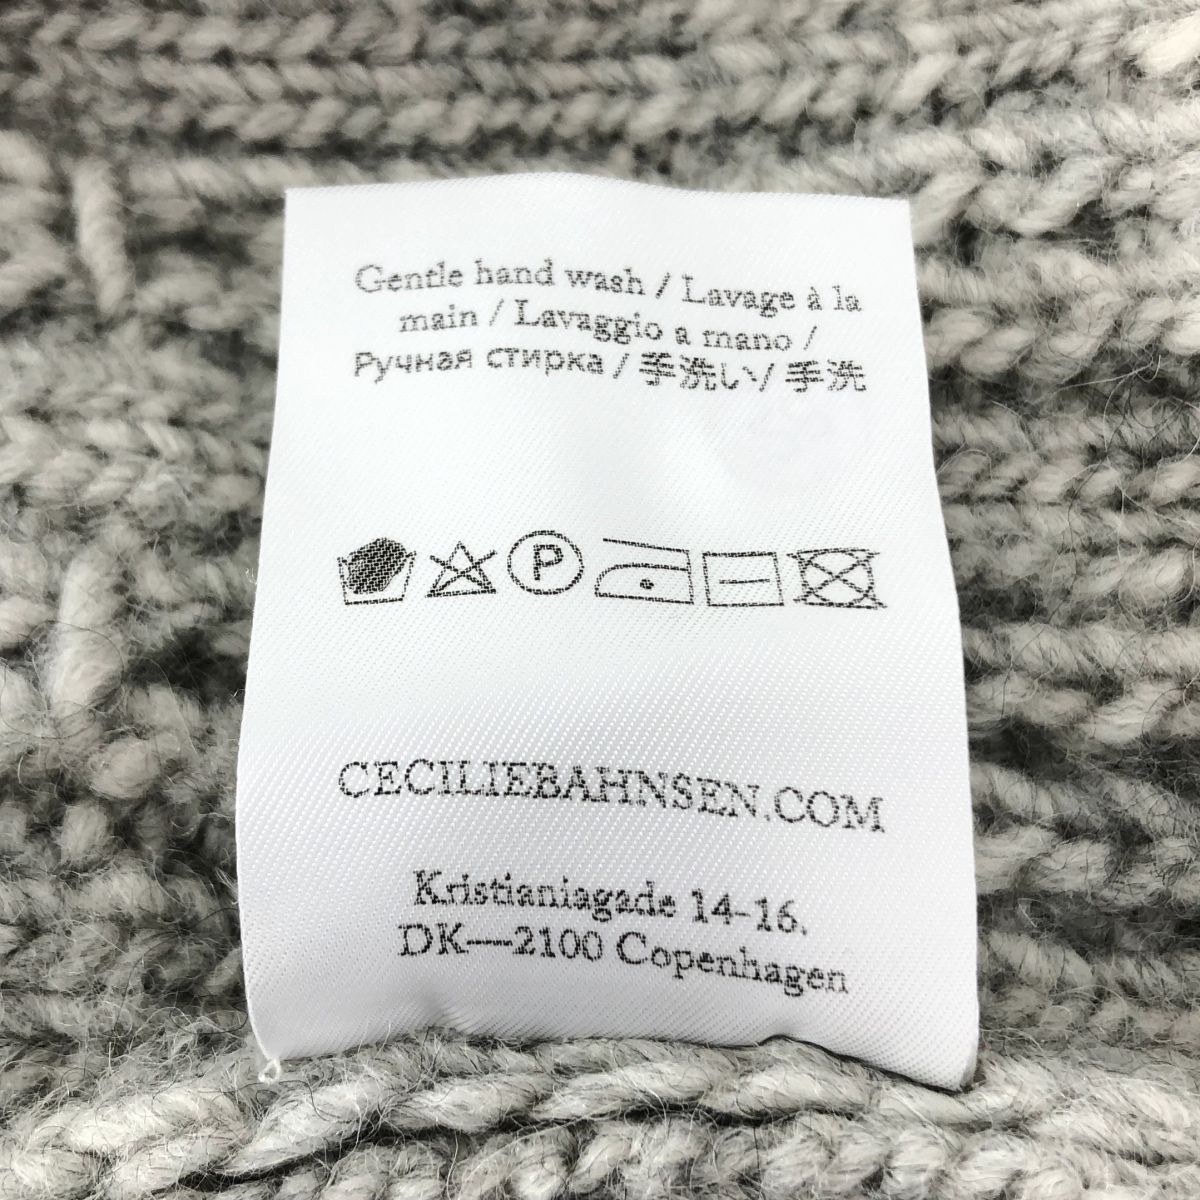 Gentle hand wash / Lavage à la
main / Lavaggio a mano /
Ручная стирка / 手洗い/ 手洗
P
CECILIEBAHNSEN.COM
Kristianiagade 14-16.
DK—2100 Copenhagen